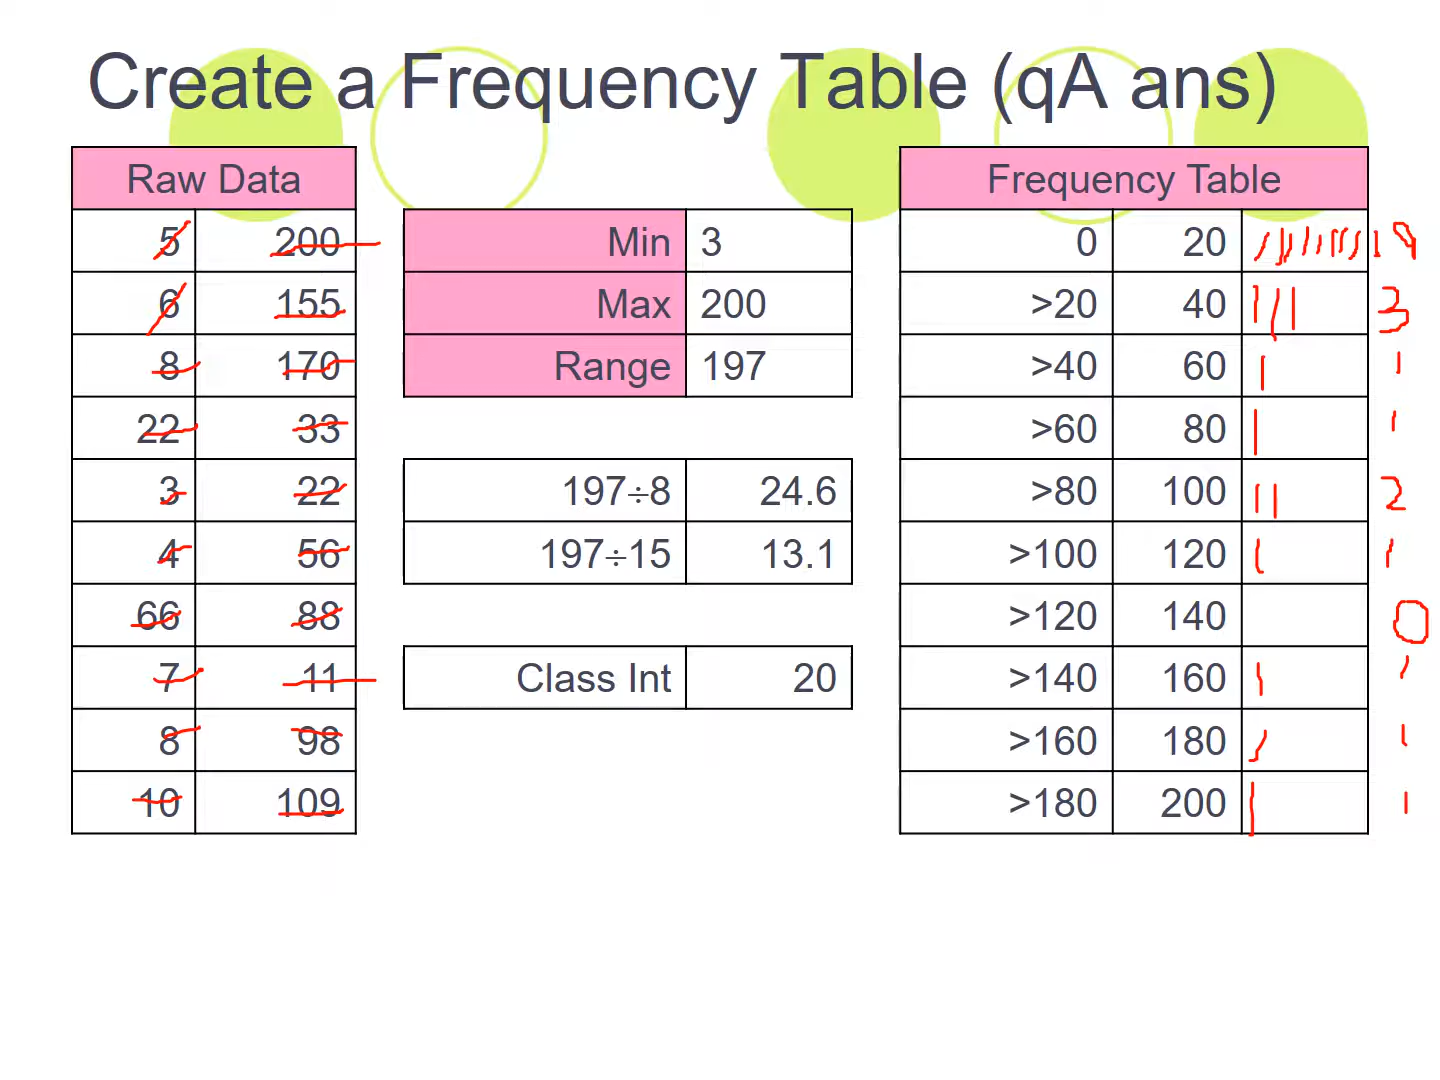 Create a Frequency Table (qA ans)
Raw Data
5 200
6 155
8 170
22 33
3 22
4 56
66 88
7 11
8 98
10 109
Min 3
Max 200
Range 197
197÷8 24.6
197÷15 13.1
Class Int 20
Frequency Table
0 20 9
>20 40 3
>40 60 1
>60 80 1
>80 100 2
>100 120 1
>120 140 0
>140 160 1
>160 180 1
>180 200 1